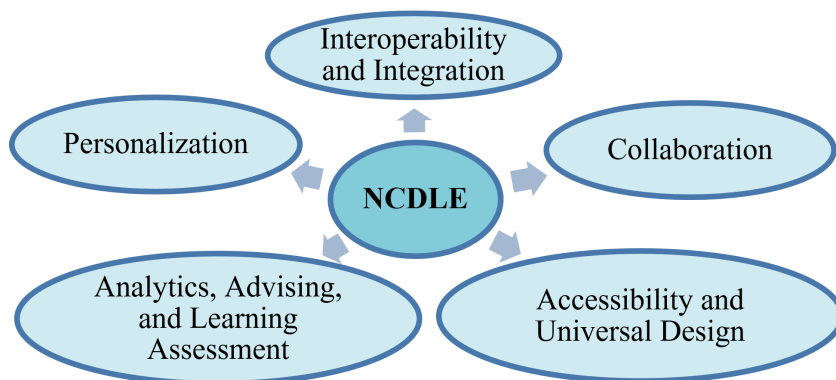 Interoperability
and Integration
Personalization
Collaboration
NCDLE
Analytics, Advising,
and Learning
Assessment
Accessibility and
Universal Design